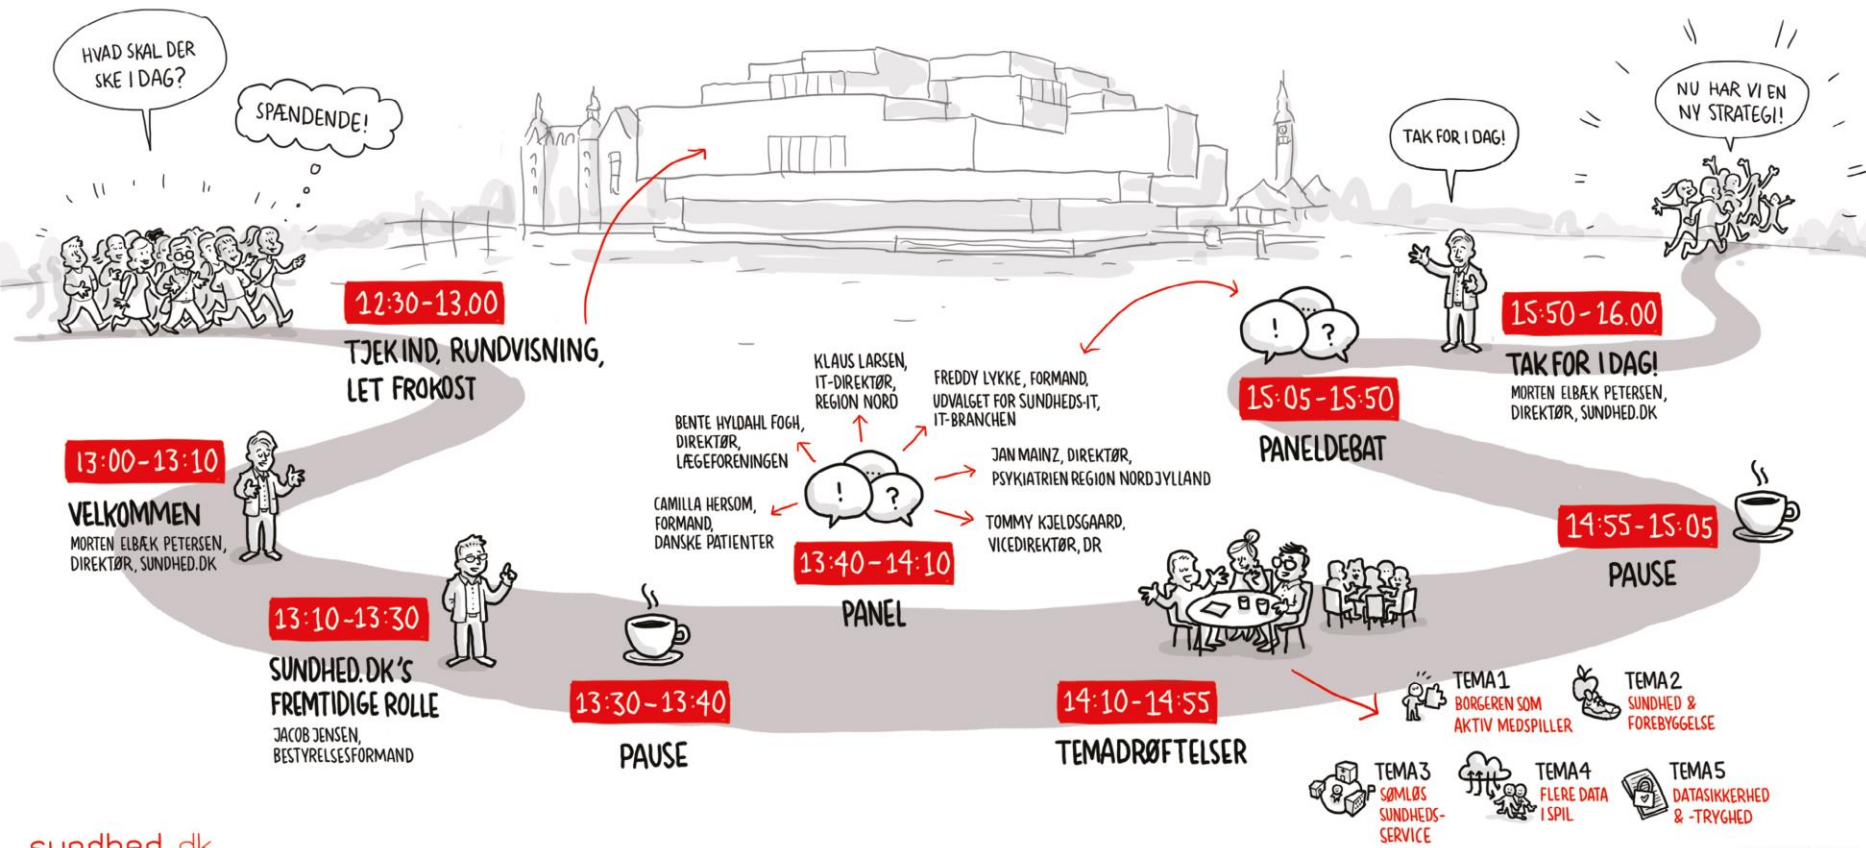 HVAD SKAL DER
SKE I DAG?
SPÆNDENDE!
12:30-13.00
TJEK IND, RUNDVISNING,
LET FROKOST
13:00-13:10
VELKOMMEN
MORTEN ELBÆK PETERSEN,
DIREKTØR, SUNDHED.DK
13:10-13:30
SUNDHED.DK'S
FREMTIDIGE ROLLE
JACOB JENSEN,
BESTYRELSESFORMAND
13:30-13:40
PAUSE
KLAUS LARSEN,
IT-DIREKTØR,
REGION NORD
FREDDY LYKKE, FORMAND,
UDVALGET FOR SUNDHEDS-IT,
IT-BRANCHEN
BENTE HYLDAHL FOGH,
DIREKTØR,
LÆGEFORENINGEN
JAN MAINZ, DIREKTØR,
PSYKIATRIEN REGION NORDJYLLAND
CAMILLA HERSOM,
FORMAND,
DANSKE PATIENTER
TOMMY KJELDSGAARD,
VICEDIREKTØR, DR
! ... ?
13:40-14:10
PANEL
14:10-14:55
TEMADRØFTELSER
TEMA 1
BORGEREN SOM
AKTIV MEDSPILLER
TEMA 2
SUNDHED &
FOREBYGGELSE
TEMA 3
SØMLØS
SUNDHEDS-
SERVICE
TEMA 4
FLERE DATA
I SPIL
TEMA 5
DATASIKKERHED
& -TRYGHED
14:55-15:05
PAUSE
! ... ?
15:05-15:50
PANELDEBAT
TAK FOR I DAG!
15:50-16.00
TAK FOR I DAG!
MORTEN ELBÆK PETERSEN,
DIREKTØR, SUNDHED.DK
NU HAR VI EN
NY STRATEGI!
sundhed.dk